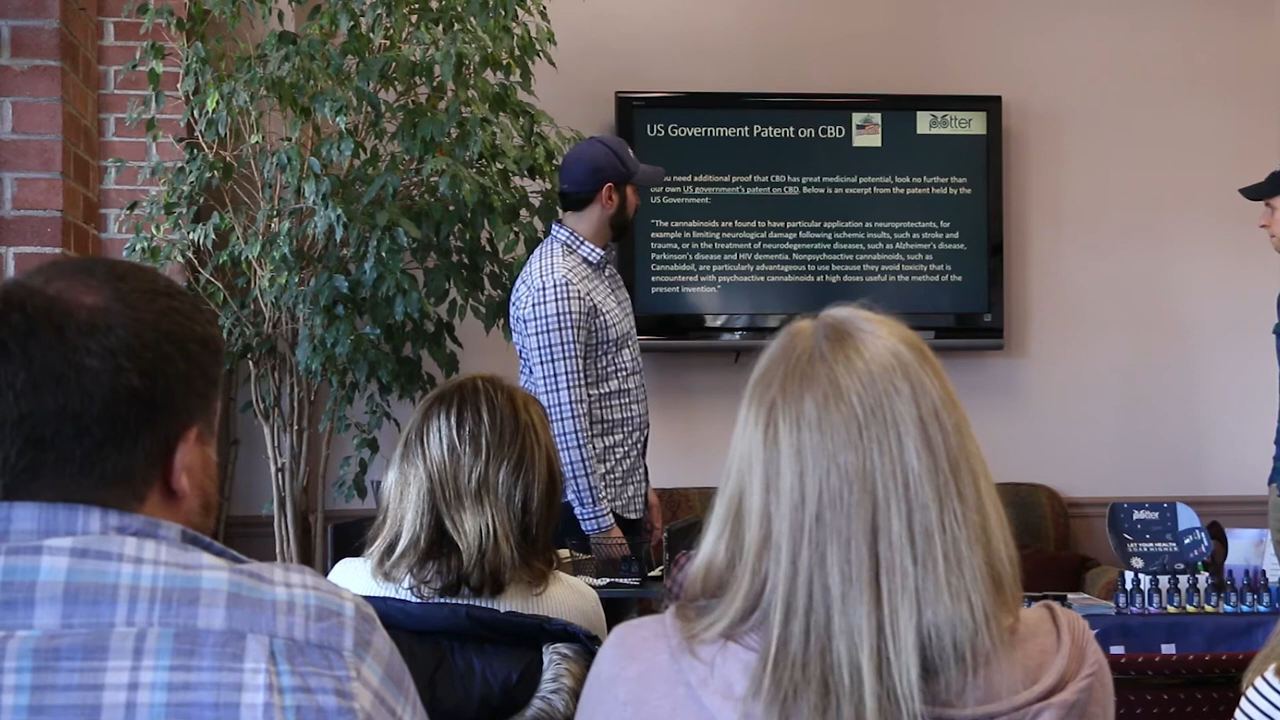 US Government Patent on CBD
potter
you need additional proof that CBD has great medicinal potential, look no further than
our own US government's patent on CBD. Below is an excerpt from the patent held by the
US Government:
"The cannabinoids are found to have particular application as neuroprotectants, for
example in limiting neurological damage following ischemic insults, such as stroke and
trauma, or in the treatment of neurodegenerative diseases, such as Alzheimer's disease,
Parkinson's disease and HIV dementia. Nonpsychoactive cannabinoids, such as
Cannabidoil, are particularly advantageous to use because they avoid toxicity that is
encountered with psychoactive cannabinoids at high doses useful in the method of the
present invention."
potter
LET YOUR HEALTH
SOAR HIGHER